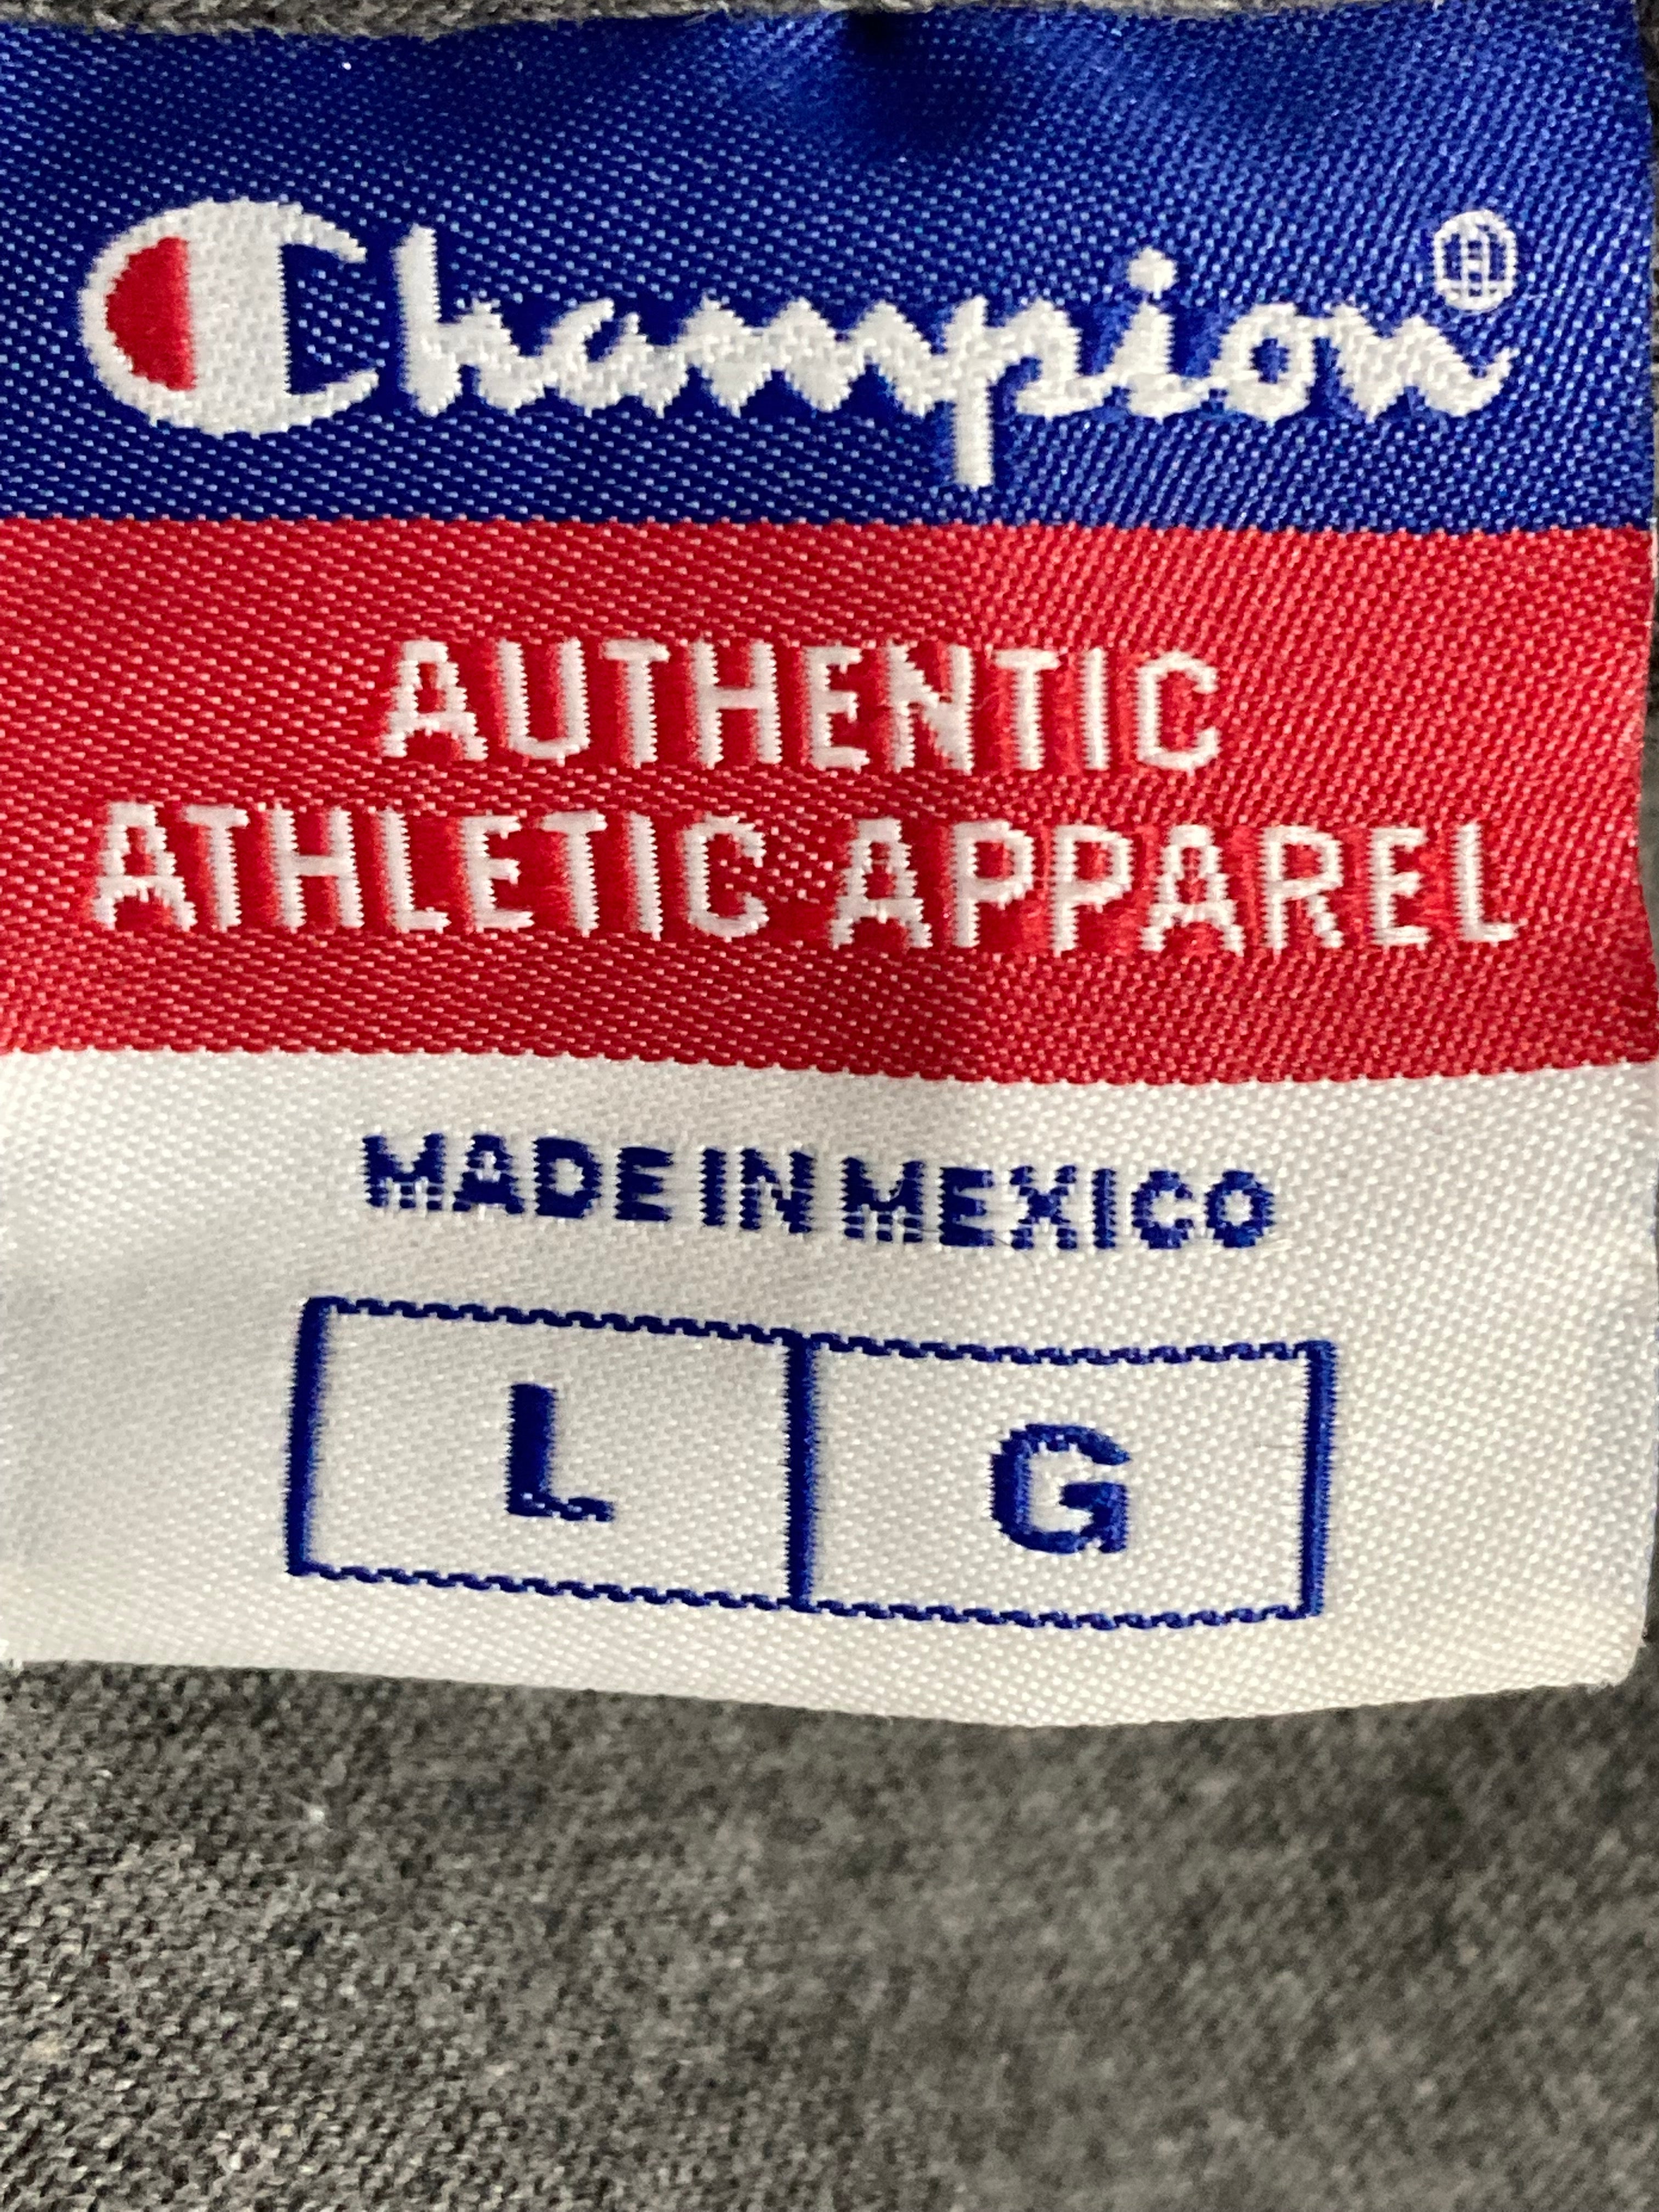 Champion®
AUTHENTIC
ATHLETIC APPAREL
MADE IN MEXICO
L G